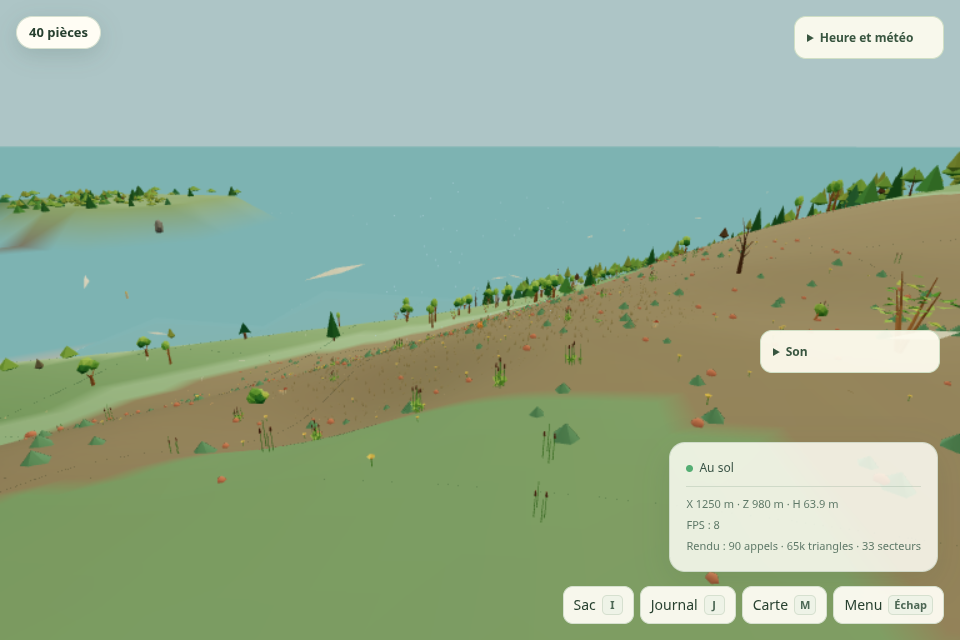 40 pièces
▶ Heure et météo
▶ Son
Au sol
X 1250 m · Z 980 m · H 63.9 m
FPS : 8
Rendu : 90 appels · 65k triangles · 33 secteurs
Sac I Journal J Carte M Menu Échap